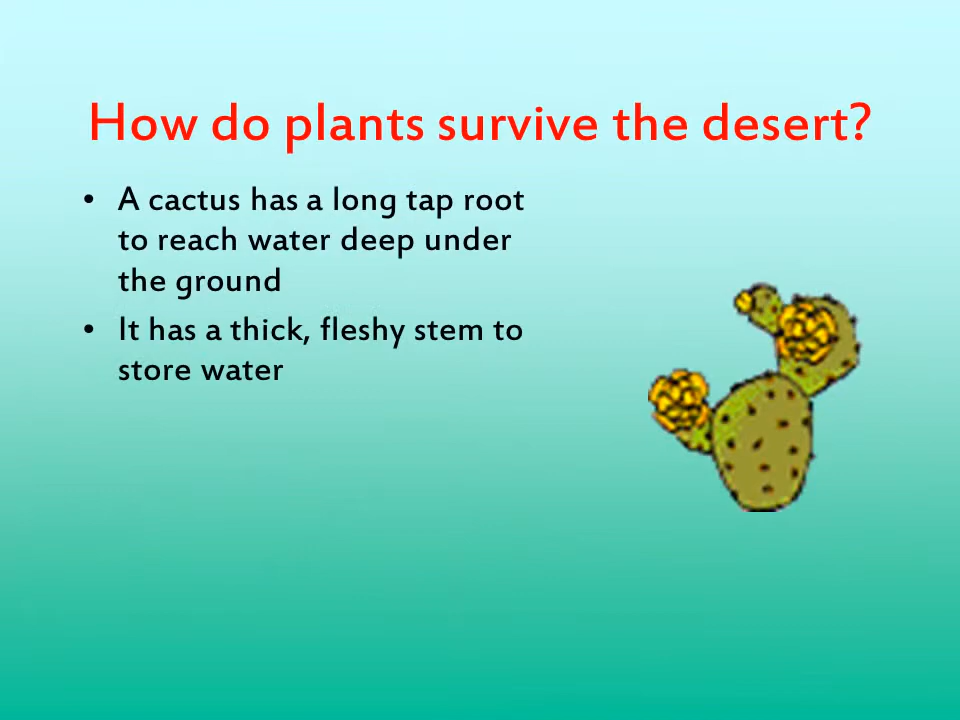 How do plants survive the desert?
• A cactus has a long tap root
to reach water deep under
the ground
• It has a thick, fleshy stem to
store water